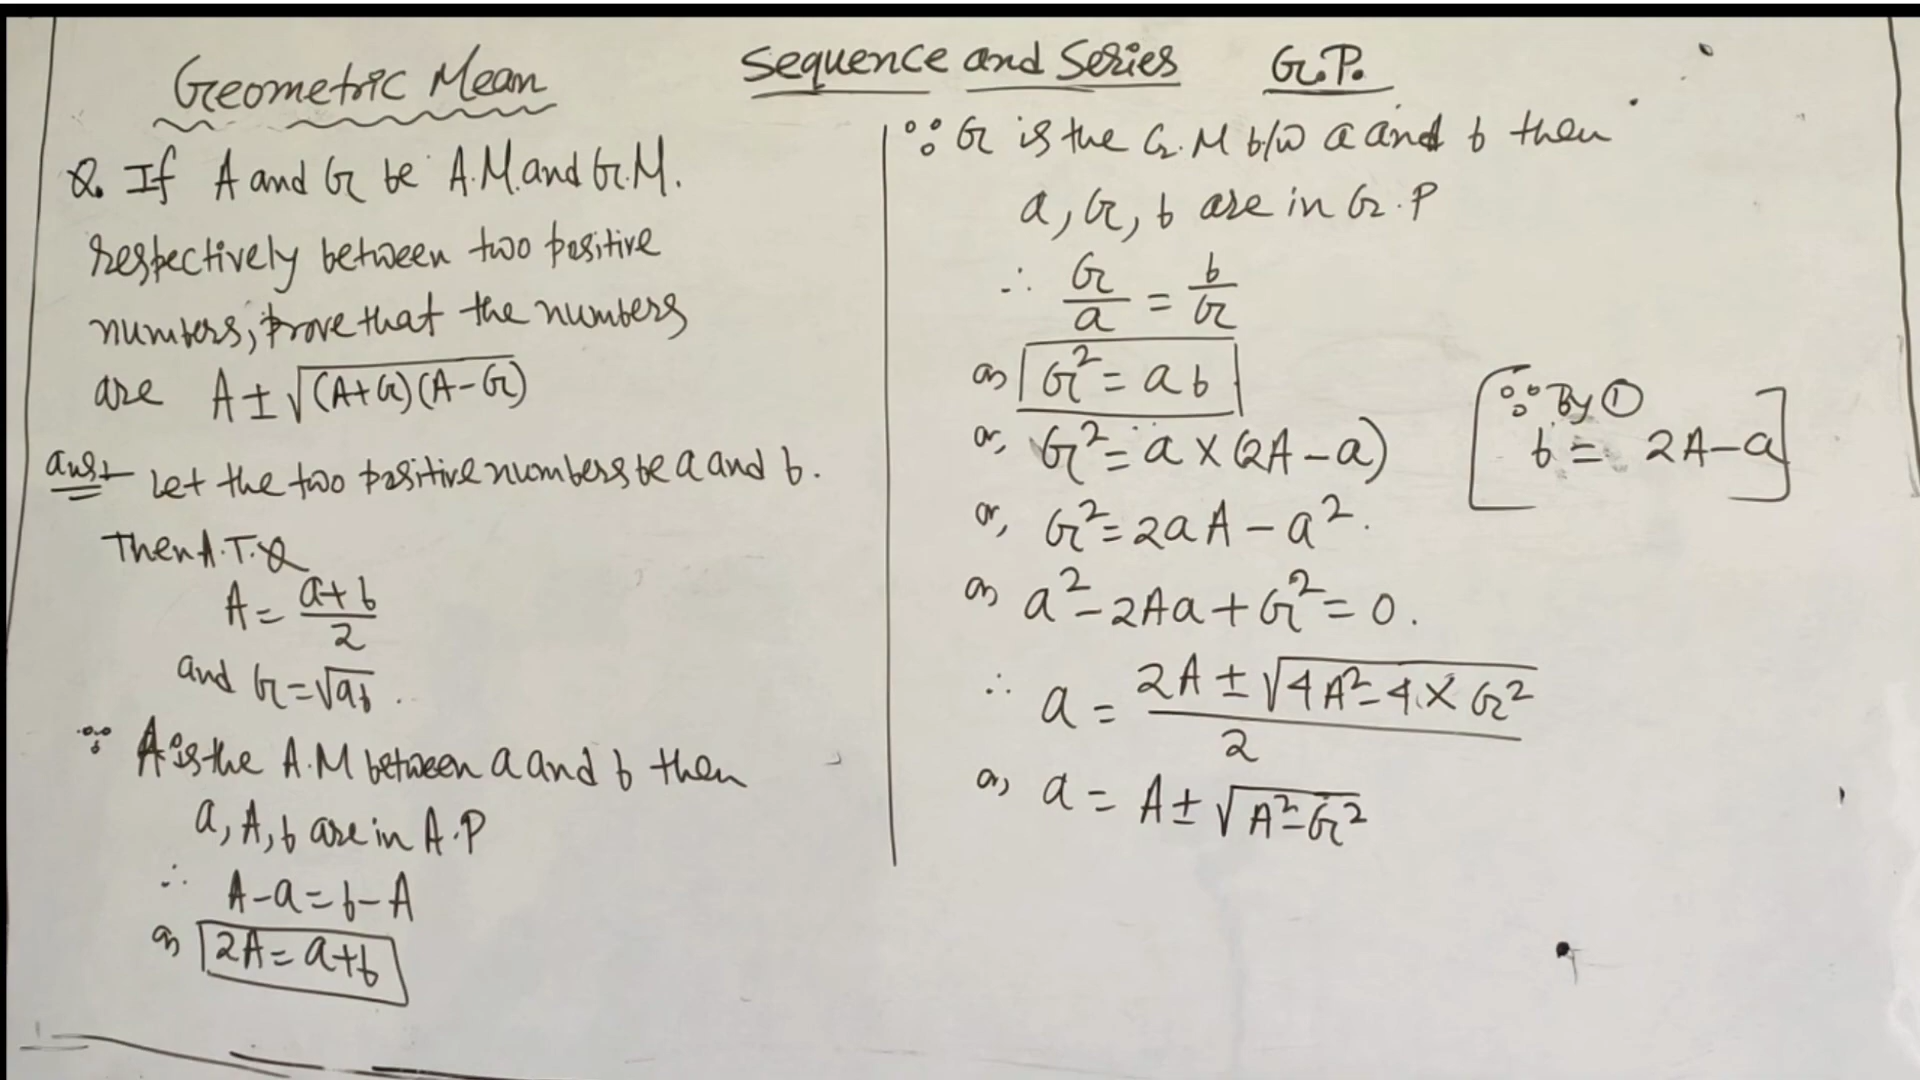 Geometric Mean
Sequence and Series G.P.
Q. If A and G be A.M. and G.M.
respectively between two positive
numbers, prove that the numbers
are A ± √(A+G)(A-G)
ans:- Let the two positive numbers be a and b.
Then A.T.Q
A = (a+b)/2
and G = √ab.
∵ A is the A.M between a and b then
a, A, b are in A.P
∴ A-a = b-A
or, 2A = a+b
∵ G is the G.M b/w a and b then
a, G, b are in G.P
∴ G/a = b/G
or, G² = ab
or, G² = a × (2A-a) [∵ By ① b = 2A-a]
or, G² = 2aA - a².
or, a² - 2Aa + G² = 0.
∴ a = (2A ± √4A² - 4 × G²)/2
or, a = A ± √A² - G²